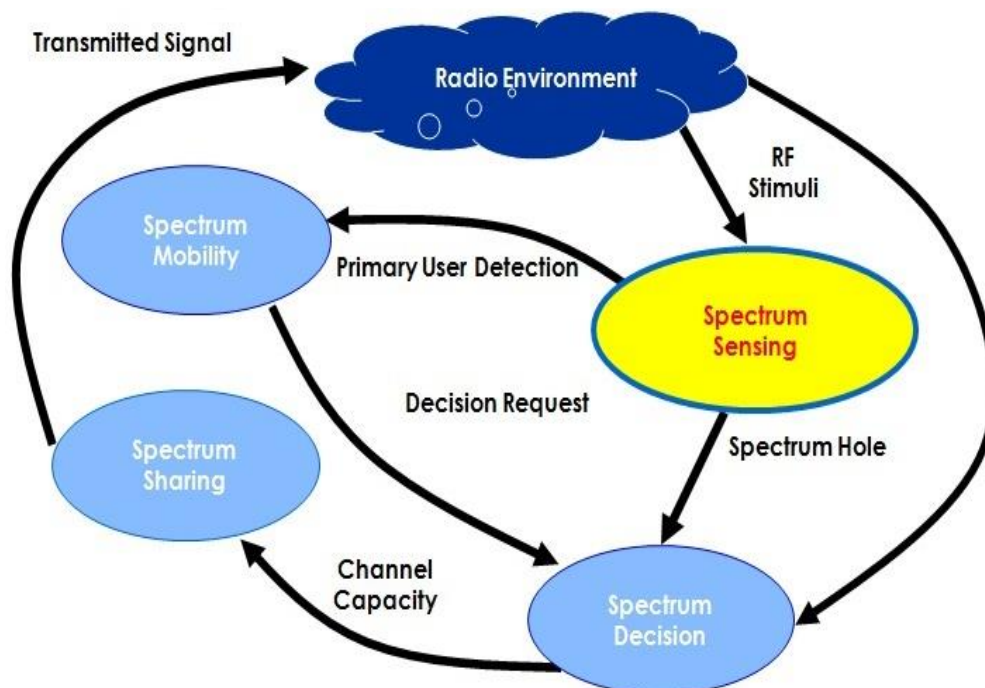 Transmitted Signal
Radio Environment
RF
Stimuli
Spectrum
Mobility
Primary User Detection
Spectrum
Sensing
Decision Request
Spectrum Hole
Spectrum
Sharing
Channel
Capacity
Spectrum
Decision